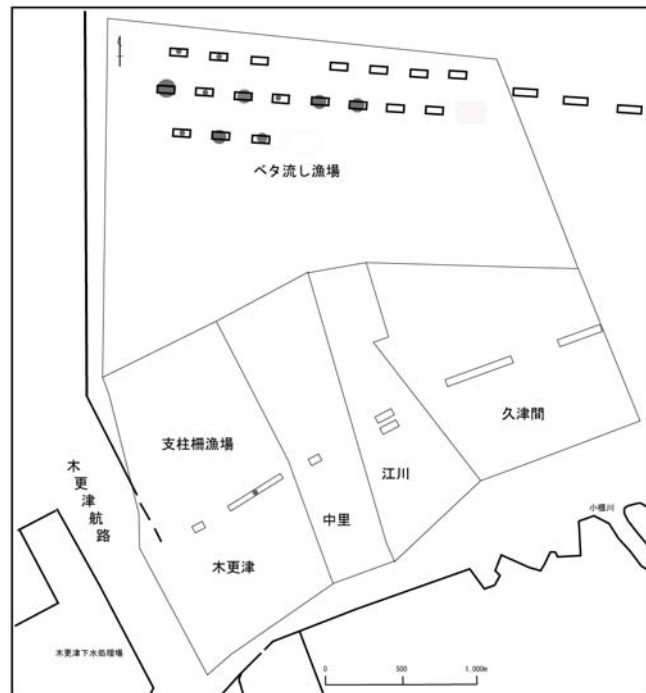 ベタ流し漁場
久津間
支柱柵漁場
江川
木更津航路
小櫃川
中里
木更津
木更津下水処理場
0 500 1,000m